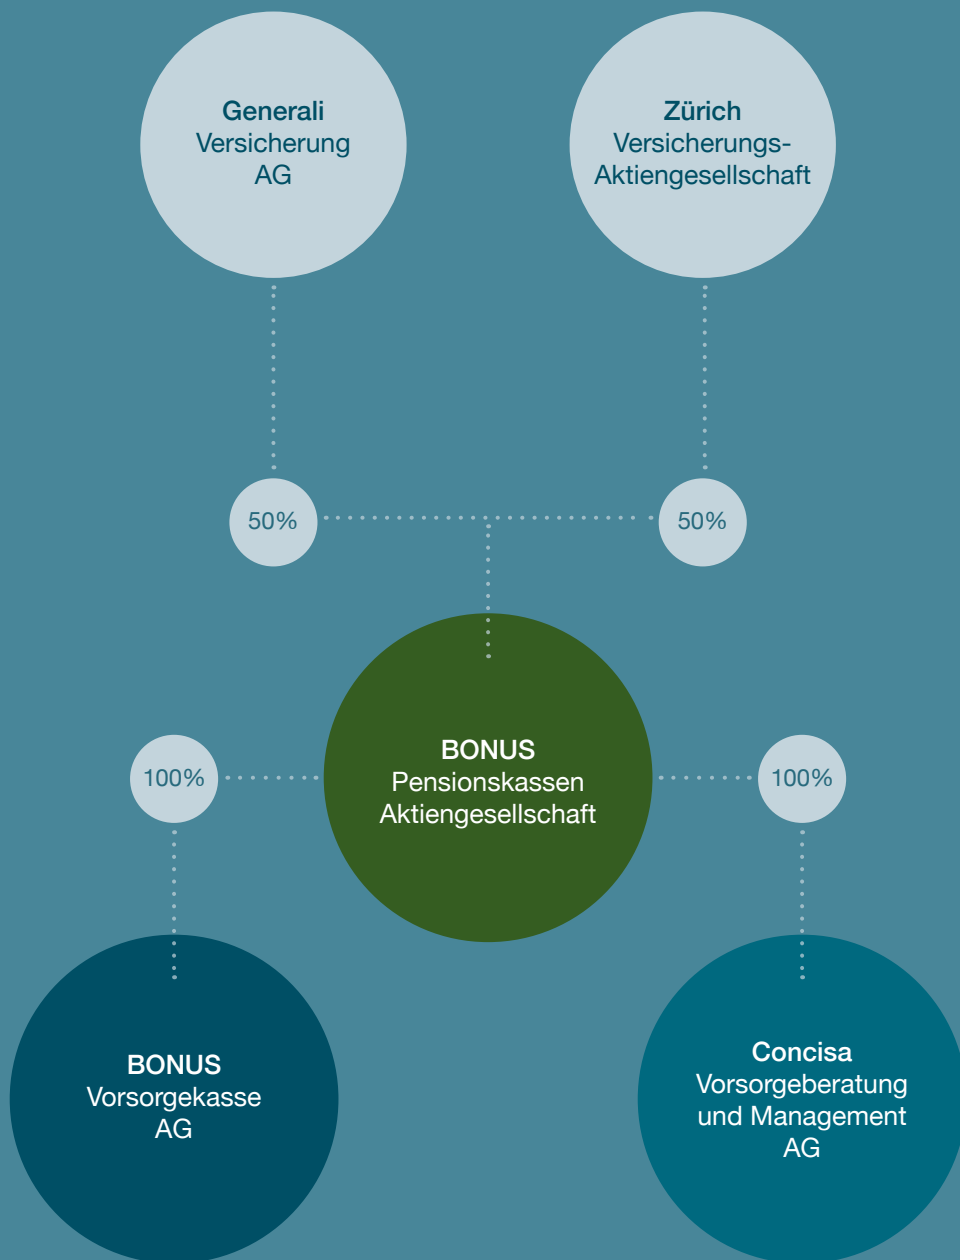 Generali
Versicherung
AG
Zürich
Versicherungs-
Aktiengesellschaft
50%
50%
BONUS
Pensionskassen
Aktiengesellschaft
100%
100%
BONUS
Vorsorgekasse
AG
Concisa
Vorsorgeberatung
und Management
AG